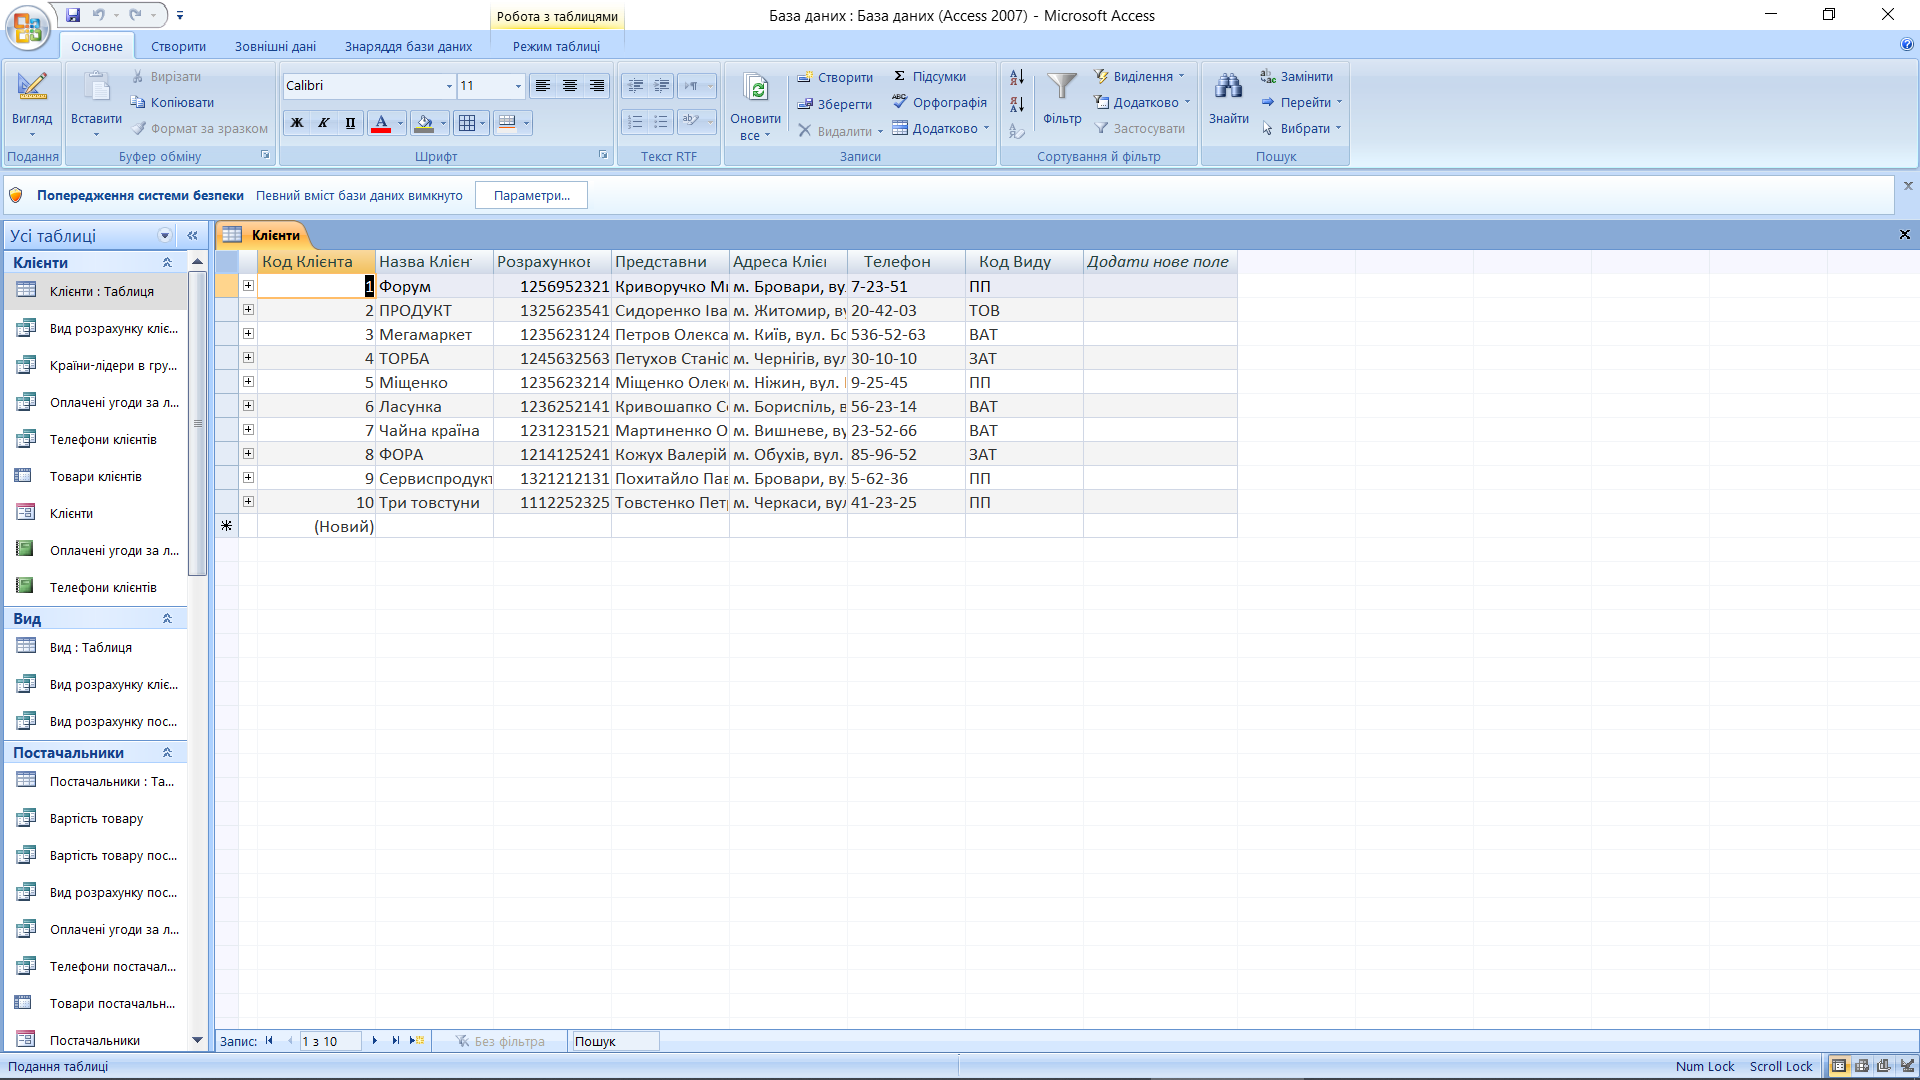 Робота з таблицями
База даних : База даних (Access 2007) - Microsoft Access
Основне Створити Зовнішні дані Знаряддя бази даних Режим таблиці
Вигляд
Подання
Вставити
Вирізати
Копіювати
Формат за зразком
Буфер обміну
Calibri 11
Ж К П А
Шрифт
Текст RTF
Оновити
все
Створити
Зберегти
Видалити
Підсумки
Орфографія
Додатково
Записи
Фільтр
Виділення
Додатково
Застосувати
Сортування й фільтр
Знайти
Замінити
Перейти
Вибрати
Пошук
Попередження системи безпеки Певний вміст бази даних вимкнуто Параметри...
Усі таблиці
Клієнти
Клієнти : Таблиця
Вид розрахунку кліє...
Країни-лідери в гру...
Оплачені угоди за л...
Телефони клієнтів
Товари клієнтів
Клієнти
Оплачені угоди за л...
Телефони клієнтів
Вид
Вид : Таблиця
Вид розрахунку кліє...
Вид розрахунку пос...
Постачальники
Постачальники : Та...
Вартість товару
Вартість товару пос...
Вид розрахунку пос...
Оплачені угоди за л...
Телефони постачал...
Товари постачальн...
Постачальники
Клієнти
Код Клієнта Назва Клієн Розрахунков Представни Адреса Клієн Телефон Код Виду Додати нове поле
1 Форум 1256952321 Криворучко Ми м. Бровари, ву. 7-23-51 ПП
2 ПРОДУКТ 1325623541 Сидоренко Іва м. Житомир, ву 20-42-03 ТОВ
3 Мегамаркет 1235623124 Петров Олекса м. Київ, вул. Бо 536-52-63 ВАТ
4 ТОРБА 1245632563 Петухов Станіс м. Чернігів, вул 30-10-10 ЗАТ
5 Міщенко 1235623214 Міщенко Олек м. Ніжин, вул. 9-25-45 ПП
6 Ласунка 1236252141 Кривошапко Се м. Бориспіль, в 56-23-14 ВАТ
7 Чайна країна 1231231521 Мартиненко О м. Вишневе, ву 23-52-66 ВАТ
8 ФОРА 1214125241 Кожух Валерій м. Обухів, вул. 85-96-52 ЗАТ
9 Сервиспродукт 1321212131 Похитайло Пав м. Бровари, ву. 5-62-36 ПП
10 Три товстуни 1112252325 Товстенко Петр м. Черкаси, вул 41-23-25 ПП
(Новий)
Запис: 1 з 10 Без фільтра Пошук
Подання таблиці Num Lock Scroll Lock